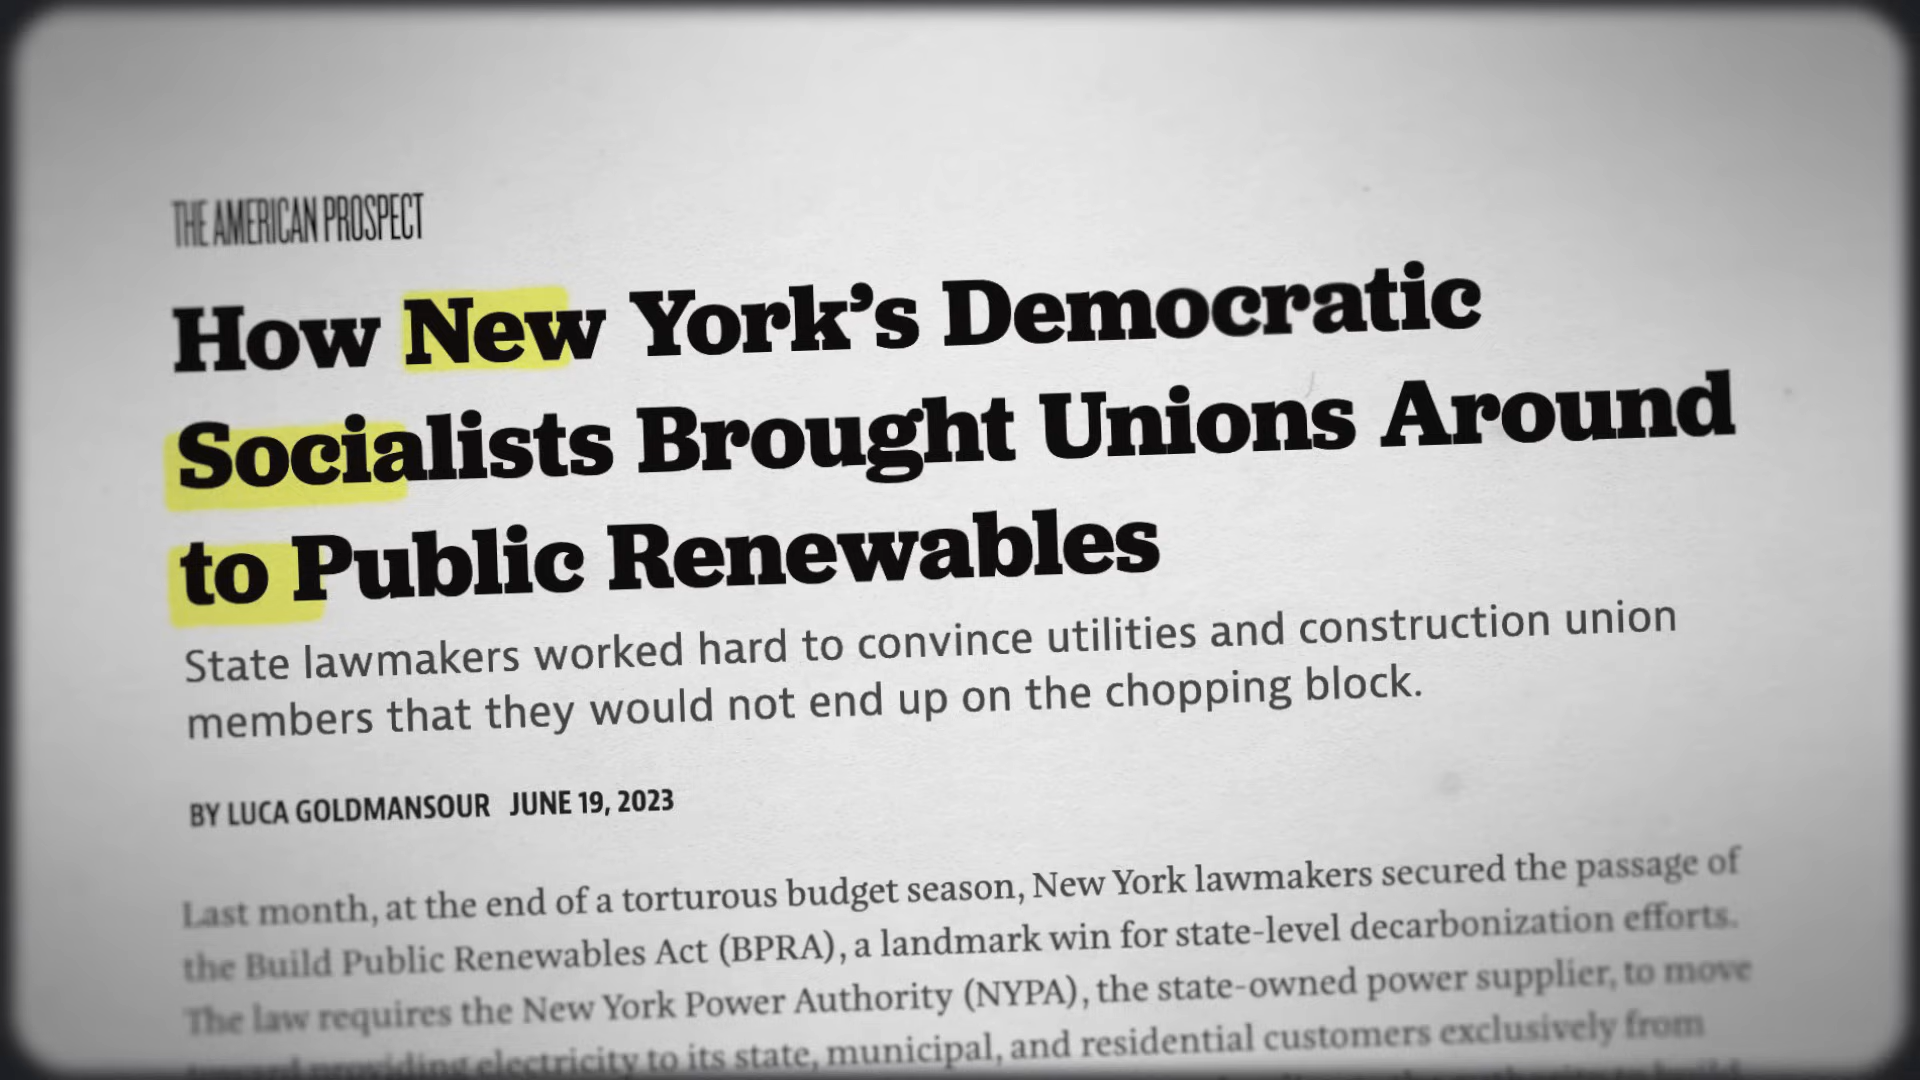 THE AMERICAN PROSPECT
How New York's Democratic
Socialists Brought Unions Around
to Public Renewables
State lawmakers worked hard to convince utilities and construction union
members that they would not end up on the chopping block.
BY LUCA GOLDMANSOUR JUNE 19, 2023
Last month, at the end of a torturous budget season, New York lawmakers secured the passage of
the Build Public Renewables Act (BPRA), a landmark win for state-level decarbonization efforts.
The law requires the New York Power Authority (NYPA), the state-owned power supplier, to move
toward providing electricity to its state, municipal, and residential customers exclusively from